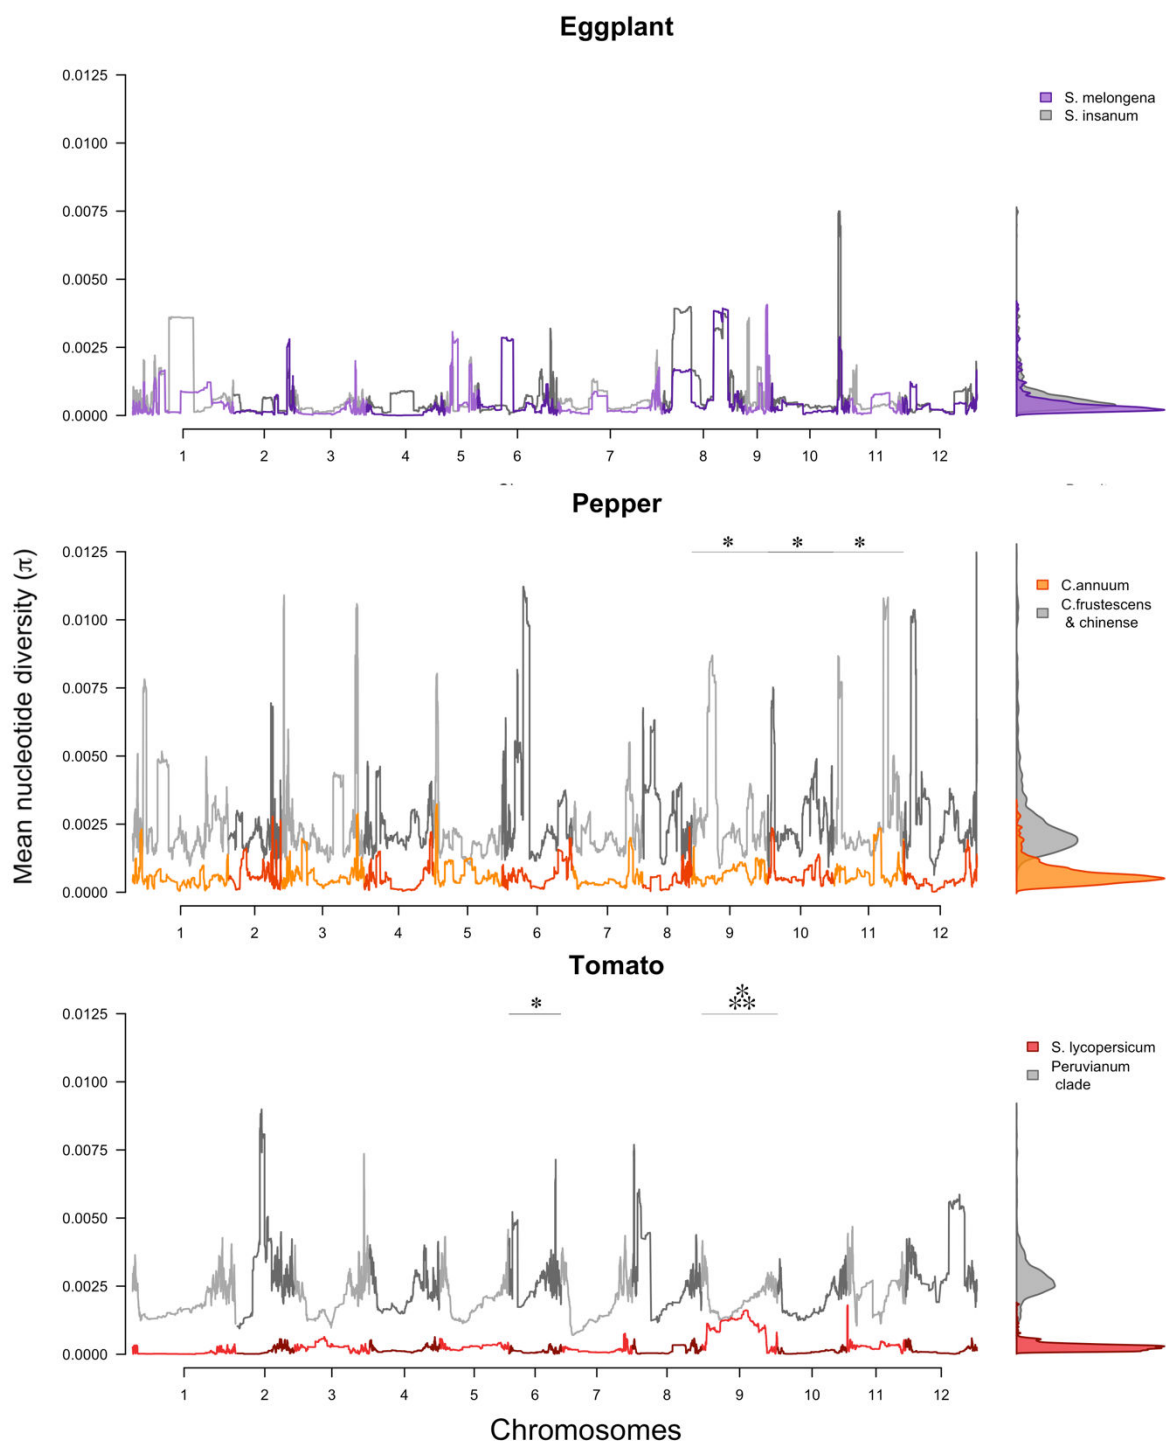 Eggplant
0.0125
0.0100
0.0075
0.0050
0.0025
0.0000
S. melongena
S. insanum
1 2 3 4 5 6 7 8 9 10 11 12
Pepper
Mean nucleotide diversity (π)
0.0125
0.0100
0.0075
0.0050
0.0025
0.0000
* * *
C.annuum
C.frustescens
& chinense
1 2 3 4 5 6 7 8 9 10 11 12
Tomato
0.0125
0.0100
0.0075
0.0050
0.0025
0.0000
*
* **
S. lycopersicum
Peruvianum
clade
1 2 3 4 5 6 7 8 9 10 11 12
Chromosomes